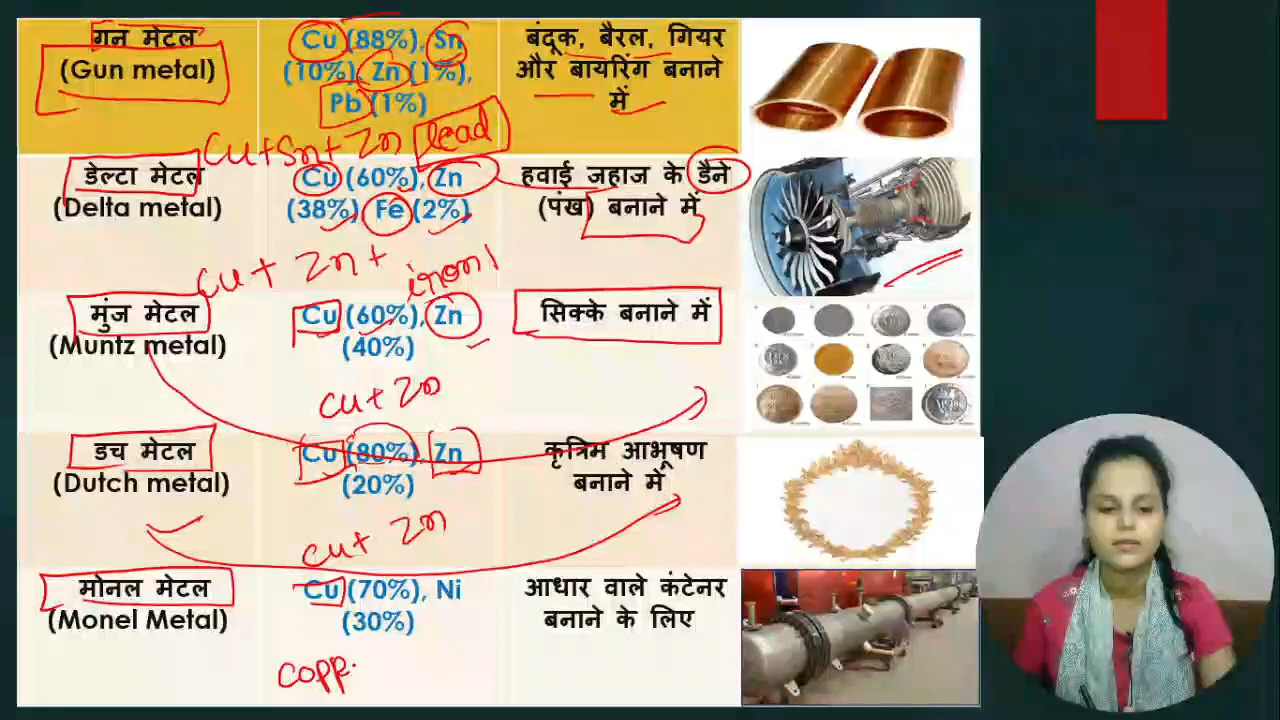 गन मेटल
(Gun metal)
Cu (88%), Sn
(10%) Zn (1%),
Pb (1%)
बंदूक, बैरल, गियर
और बायरिंग बनाने
में
Cu+Sn+ Zn lead
डेल्टा मेटल
(Delta metal)
Cu (60%), Zn
(38%) Fe (2%)
हवाई जहाज के डैने
(पंख) बनाने में
Cu + Zn + iron
मुंज मेटल
(Muntz metal)
Cu (60%), Zn
(40%)
सिक्के बनाने में
Cu + Zn
डच मेटल
(Dutch metal)
Cu (80%) Zn
(20%)
कृत्रिम आभूषण
बनाने में
Cu + Zn
मोनल मेटल
(Monel Metal)
Cu (70%), Ni
(30%)
आधार वाले कंटेनर
बनाने के लिए
Copp.